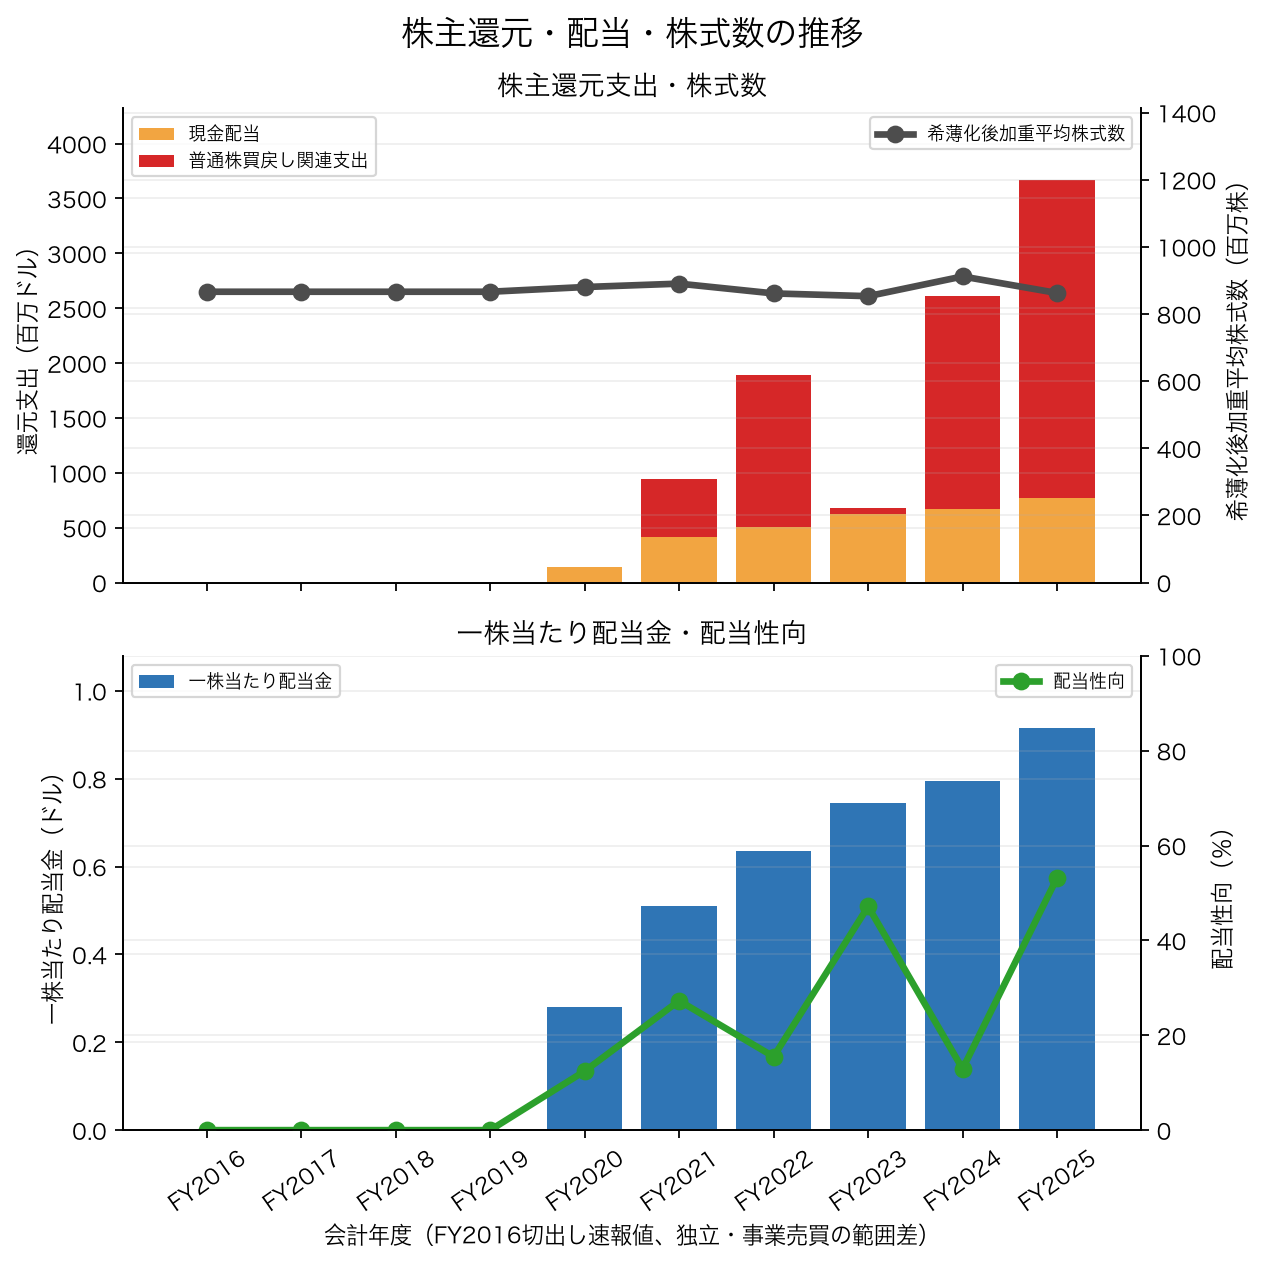 株主還元・配当・株式数の推移
株主還元支出・株式数
現金配当
普通株買戻し関連支出
希薄化後加重平均株式数
還元支出（百万ドル）
4000
3500
3000
2500
2000
1500
1000
500
0
1400
1200
1000
800
600
400
200
0
希薄化後加重平均株式数（百万株）
一株当たり配当金・配当性向
一株当たり配当金
配当性向
一株当たり配当金（ドル）
1.0
0.8
0.6
0.4
0.2
0.0
100
80
60
40
20
0
配当性向（%）
FY2016
FY2017
FY2018
FY2019
FY2020
FY2021
FY2022
FY2023
FY2024
FY2025
会計年度（FY2016切出し速報値、独立・事業売買の範囲差）